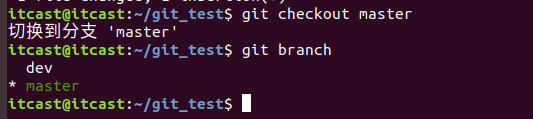 itcast@itcast:~/git_test$ git checkout master
切换到分支 'master'
itcast@itcast:~/git_test$ git branch
  dev
* master
itcast@itcast:~/git_test$